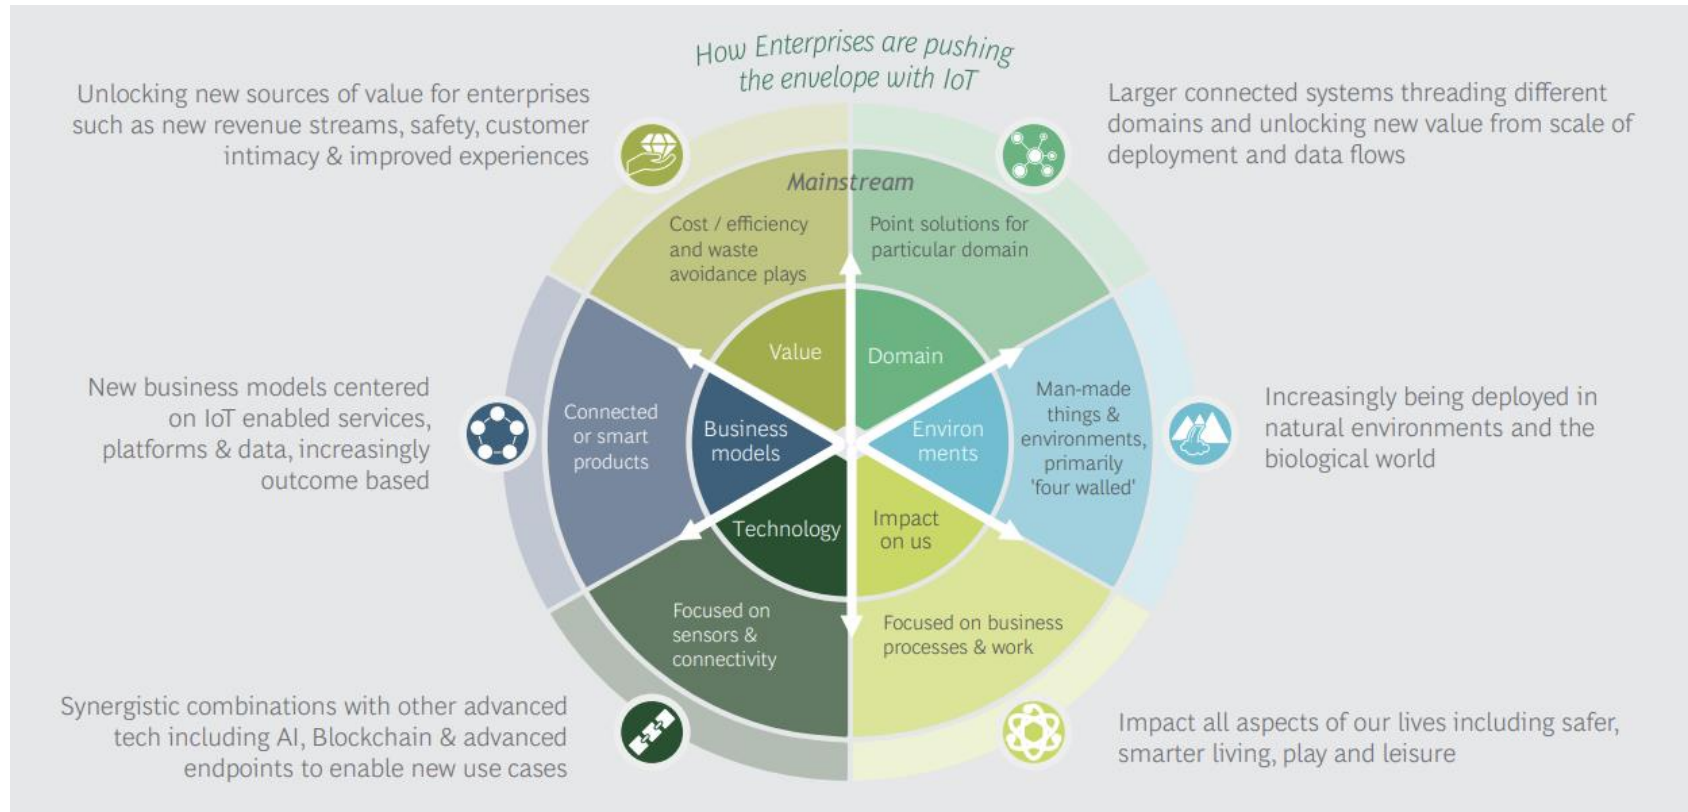 How Enterprises are pushing
the envelope with IoT
Unlocking new sources of value for enterprises
such as new revenue streams, safety, customer
intimacy & improved experiences
Larger connected systems threading different
domains and unlocking new value from scale of
deployment and data flows
Mainstream
Cost / efficiency
and waste
avoidance plays
Point solutions for
particular domain
Value
Domain
New business models centered
on IoT enabled services,
platforms & data, increasingly
outcome based
Connected
or smart
products
Business
models
Environ
ments
Man-made
things &
environments,
primarily
'four walled'
Increasingly being deployed in
natural environments and the
biological world
Technology
Impact
on us
Focused on
sensors &
connectivity
Focused on business
processes & work
Synergistic combinations with other advanced
tech including AI, Blockchain & advanced
endpoints to enable new use cases
Impact all aspects of our lives including safer,
smarter living, play and leisure